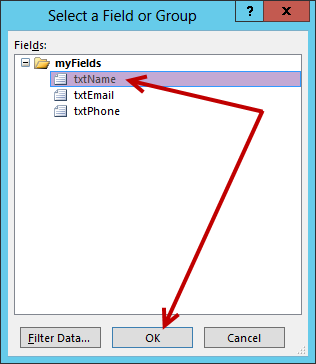 Select a Field or Group
?
X
Fields:
myFields
txtName
txtEmail
txtPhone
Filter Data...
OK
Cancel